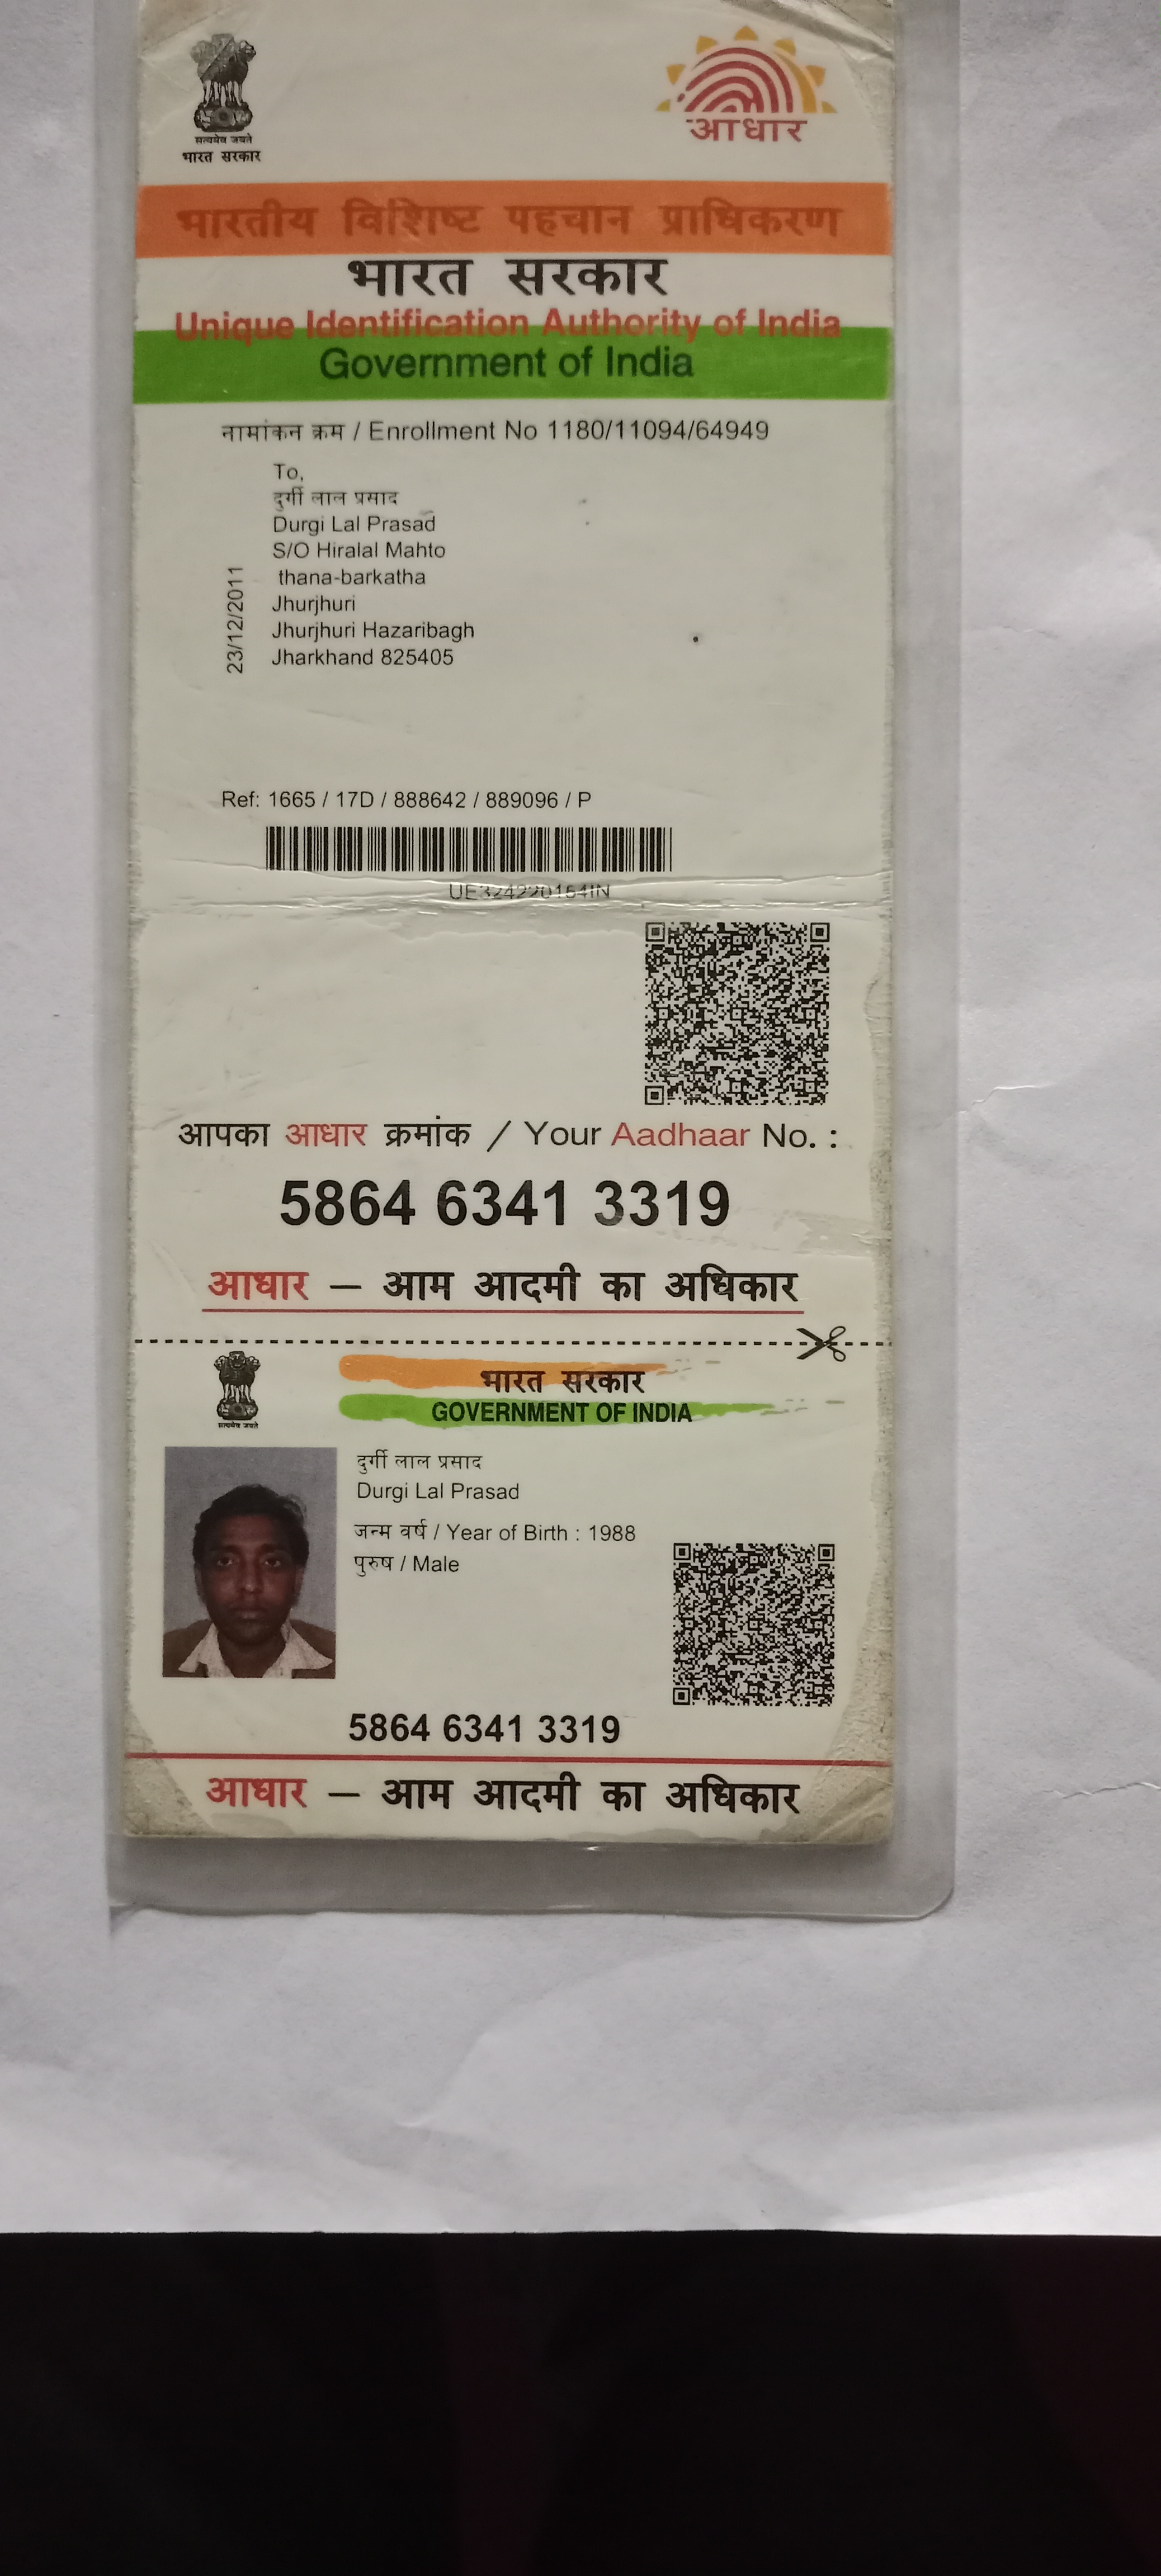 सत्यमेव जयते
भारत सरकार
आधार
भारतीय विशिष्ट पहचान प्राधिकरण
भारत सरकार
Unique Identification Authority of India
Government of India
नामांकन क्रम / Enrollment No 1180/11094/64949
To,
दुर्गी लाल प्रसाद
Durgi Lal Prasad
S/O Hiralal Mahto
thana-barkatha
Jhurjhuri
Jhurjhuri Hazaribagh
Jharkhand 825405
23/12/2011
Ref: 1665 / 17D / 888642 / 889096 / P
UE324220164IN
आपका आधार क्रमांक / Your Aadhaar No. :
5864 6341 3319
आधार — आम आदमी का अधिकार
सत्यमेव जयते
भारत सरकार
GOVERNMENT OF INDIA
दुर्गी लाल प्रसाद
Durgi Lal Prasad
जन्म वर्ष / Year of Birth : 1988
पुरुष / Male
5864 6341 3319
आधार — आम आदमी का अधिकार